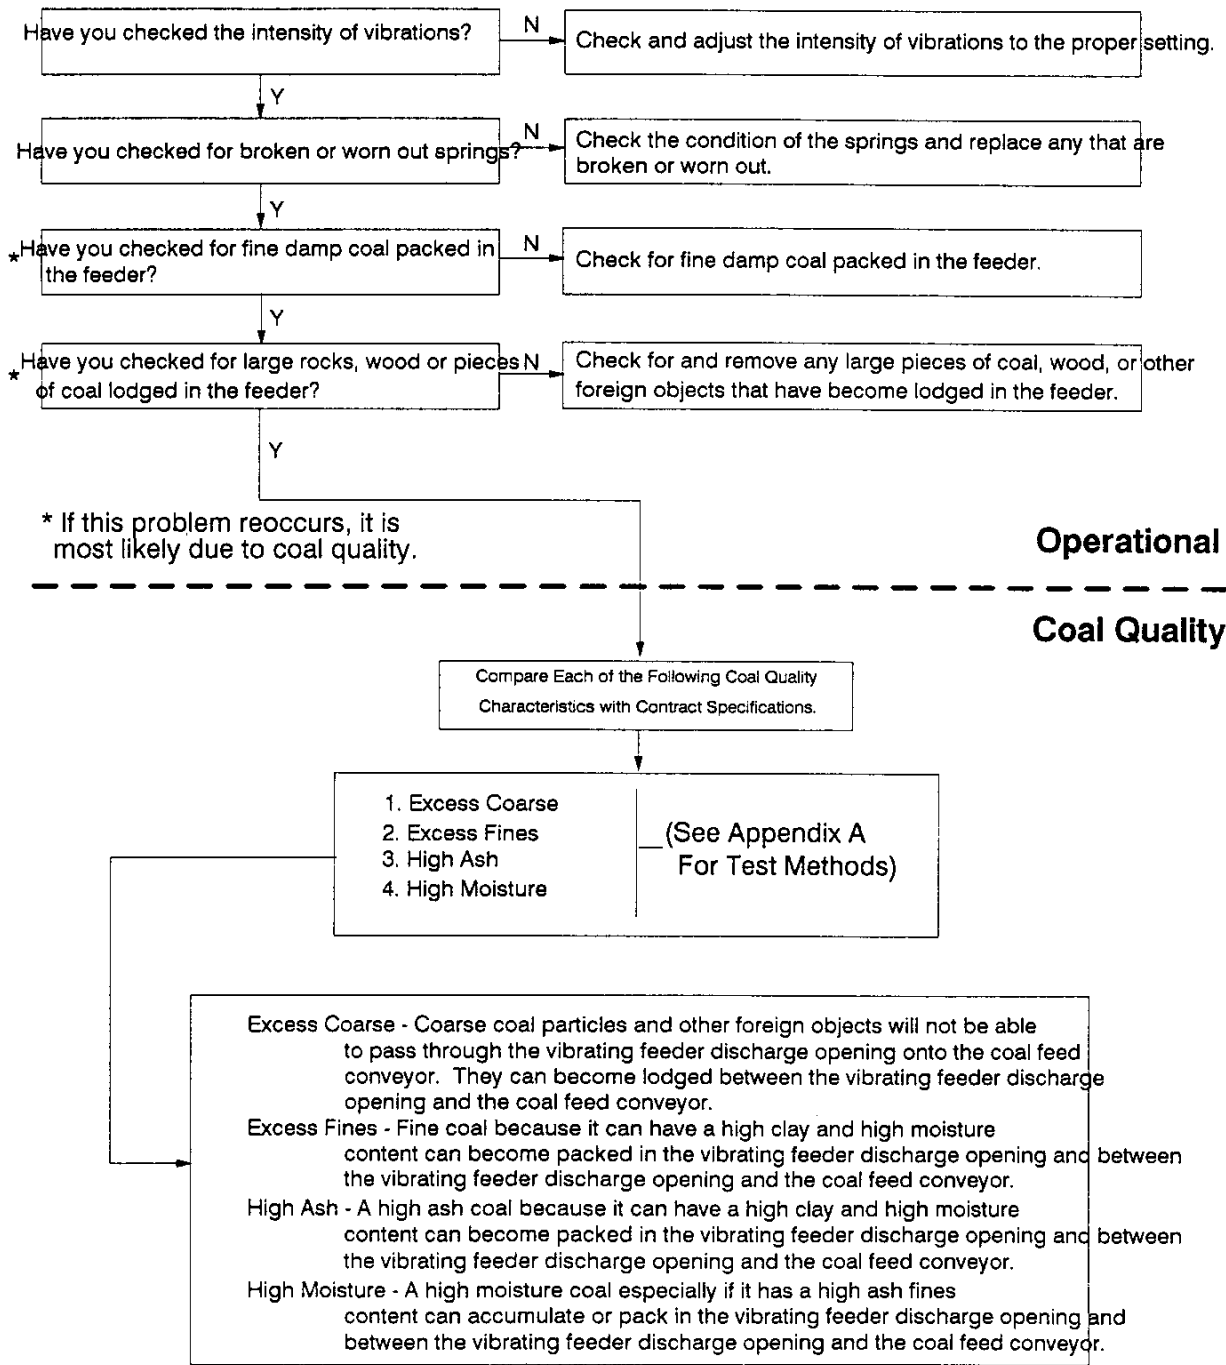 Have you checked the intensity of vibrations?
N
Check and adjust the intensity of vibrations to the proper setting.
Y
Have you checked for broken or worn out springs?
N
Check the condition of the springs and replace any that are
broken or worn out.
Y
*Have you checked for fine damp coal packed in
the feeder?
N
Check for fine damp coal packed in the feeder.
Y
* Have you checked for large rocks, wood or pieces
of coal lodged in the feeder?
N
Check for and remove any large pieces of coal, wood, or other
foreign objects that have become lodged in the feeder.
Y
* If this problem reoccurs, it is
most likely due to coal quality.
Operational
Coal Quality
Compare Each of the Following Coal Quality
Characteristics with Contract Specifications.
1. Excess Coarse
2. Excess Fines
3. High Ash
4. High Moisture
(See Appendix A
For Test Methods)
Excess Coarse - Coarse coal particles and other foreign objects will not be able
to pass through the vibrating feeder discharge opening onto the coal feed
conveyor. They can become lodged between the vibrating feeder discharge
opening and the coal feed conveyor.
Excess Fines - Fine coal because it can have a high clay and high moisture
content can become packed in the vibrating feeder discharge opening and between
the vibrating feeder discharge opening and the coal feed conveyor.
High Ash - A high ash coal because it can have a high clay and high moisture
content can become packed in the vibrating feeder discharge opening and between
the vibrating feeder discharge opening and the coal feed conveyor.
High Moisture - A high moisture coal especially if it has a high ash fines
content can accumulate or pack in the vibrating feeder discharge opening and
between the vibrating feeder discharge opening and the coal feed conveyor.